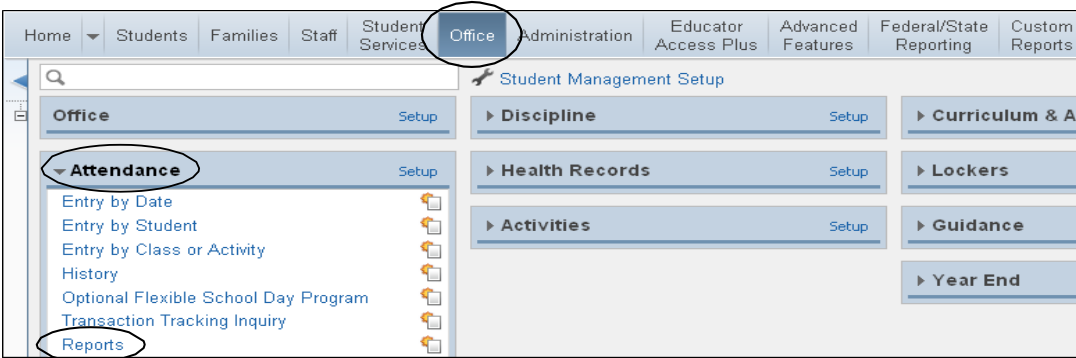 Home Students Families Staff Student Services Office Administration Educator Access Plus Advanced Features Federal/State Reporting Custom Reports
Student Management Setup
Office Setup
Discipline Setup
Curriculum & A
Attendance Setup
Health Records Setup
Lockers
Entry by Date
Entry by Student
Activities Setup
Guidance
Entry by Class or Activity
History
Year End
Optional Flexible School Day Program
Transaction Tracking Inquiry
Reports